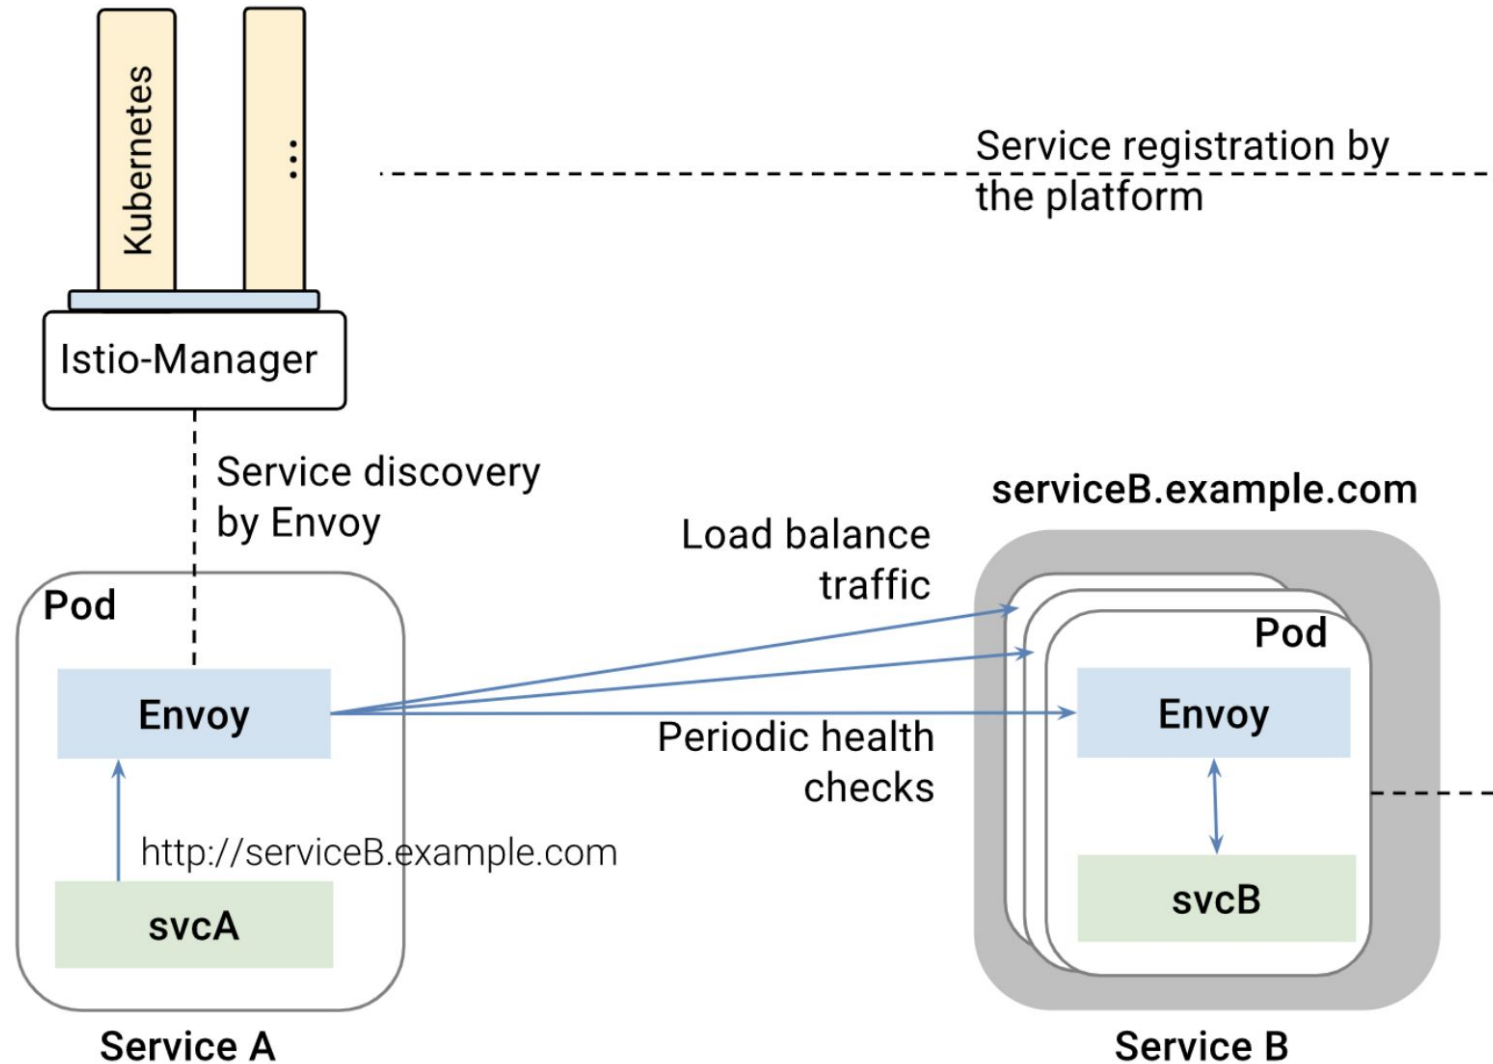 Kubernetes
...
Service registration by
the platform
Istio-Manager
Service discovery
by Envoy
serviceB.example.com
Load balance
traffic
Pod
Pod
Envoy
Envoy
Periodic health
checks
http://serviceB.example.com
svcA
svcB
Service A
Service B